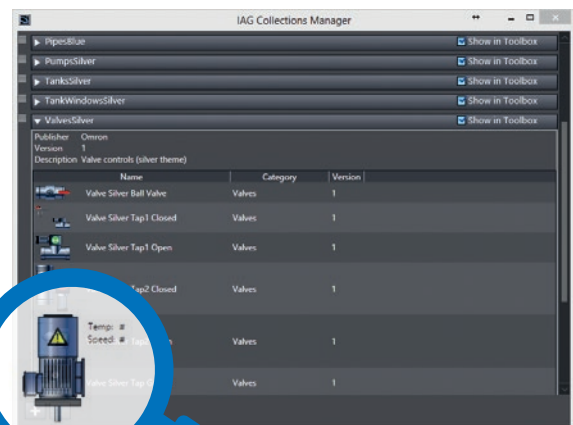 IAG Collections Manager
PipesBlue Show in Toolbox
PumpsSilver Show in Toolbox
TanksSilver Show in Toolbox
TankWindowsSilver Show in Toolbox
ValvesSilver Show in Toolbox
Publisher Omron
Version 1
Description Valve controls (silver theme)
Name Category Version
Valve Silver Ball Valve Valves 1
Valve Silver Tap1 Closed Valves 1
Valve Silver Tap1 Open Valves 1
Tap2 Closed Valves 1
Temp: #
Speed: #
Valves 1
Valve Silver Tap Valves 1